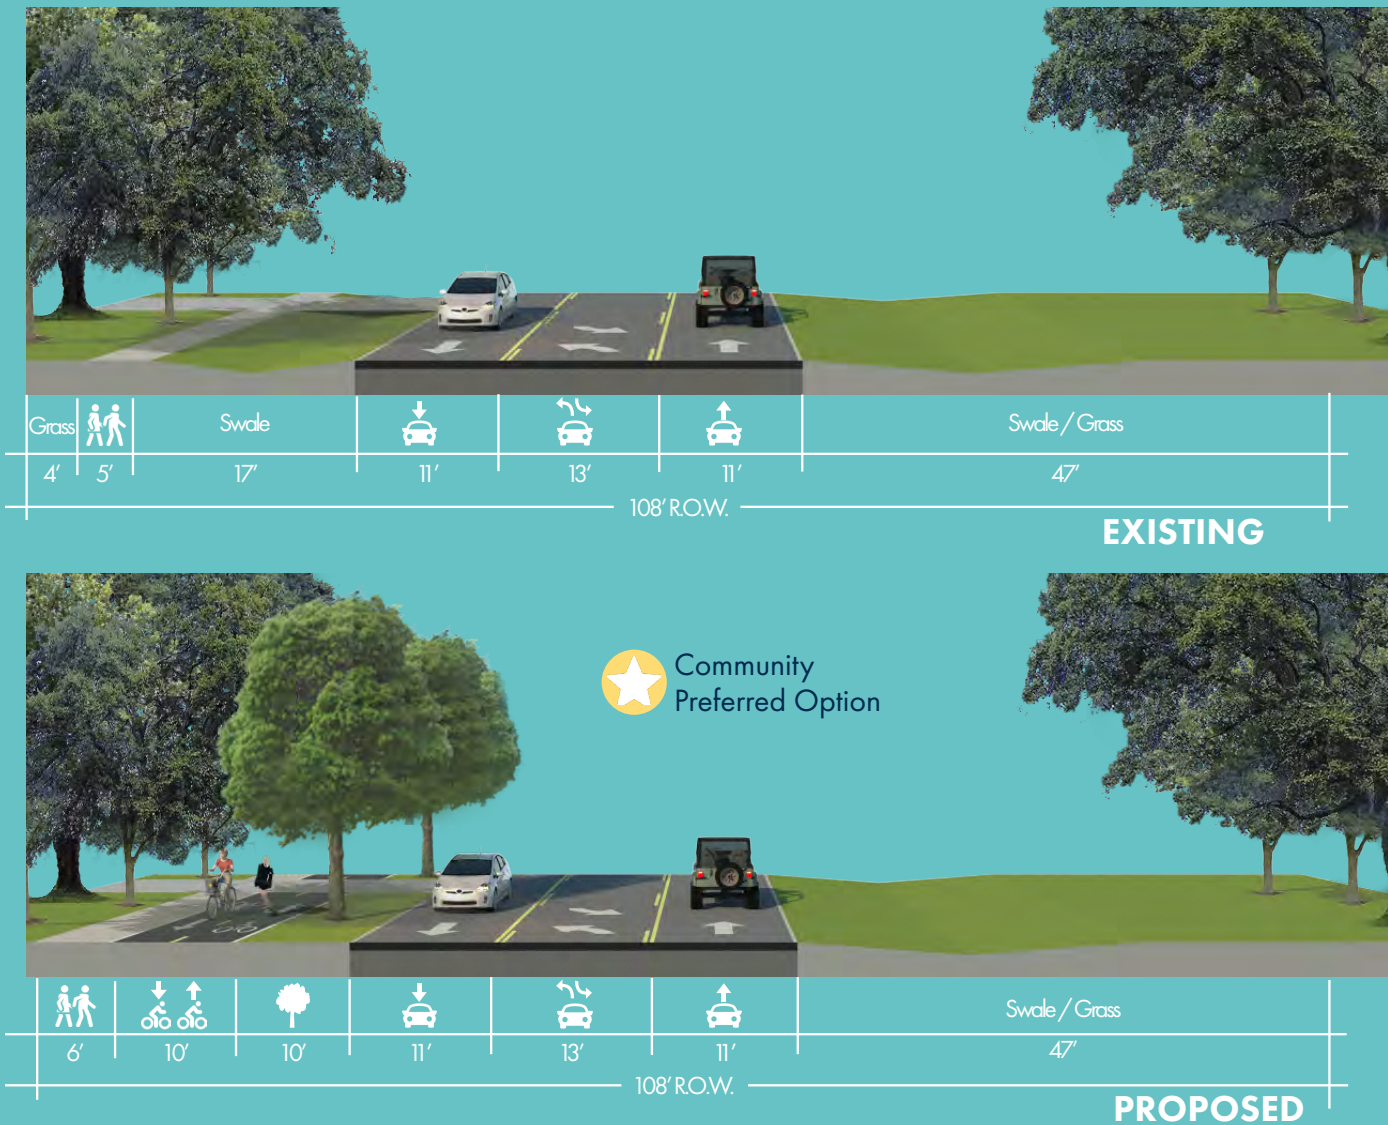 Grass Swale Swale / Grass
4' 5' 17' 11' 13' 11' 47'
108' R.O.W.
EXISTING
Community
Preferred Option
Swale / Grass
6' 10' 10' 11' 13' 11' 47'
108' R.O.W.
PROPOSED